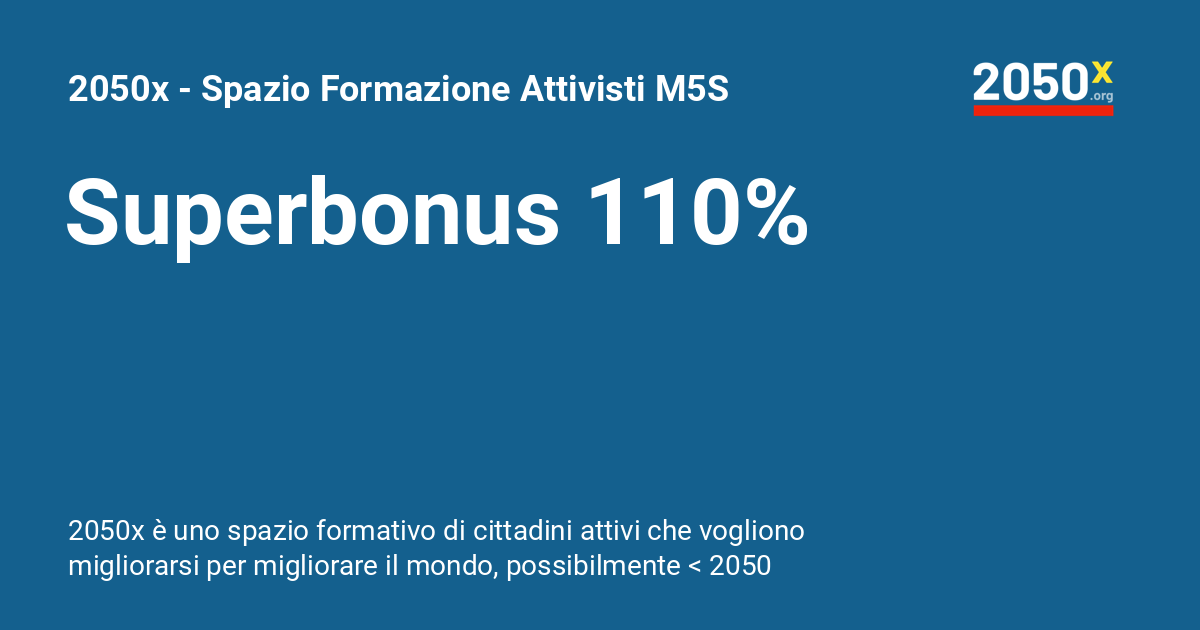 2050x - Spazio Formazione Attivisti M5S
2050x
.org
Superbonus 110%
2050x è uno spazio formativo di cittadini attivi che vogliono
migliorarsi per migliorare il mondo, possibilmente < 2050